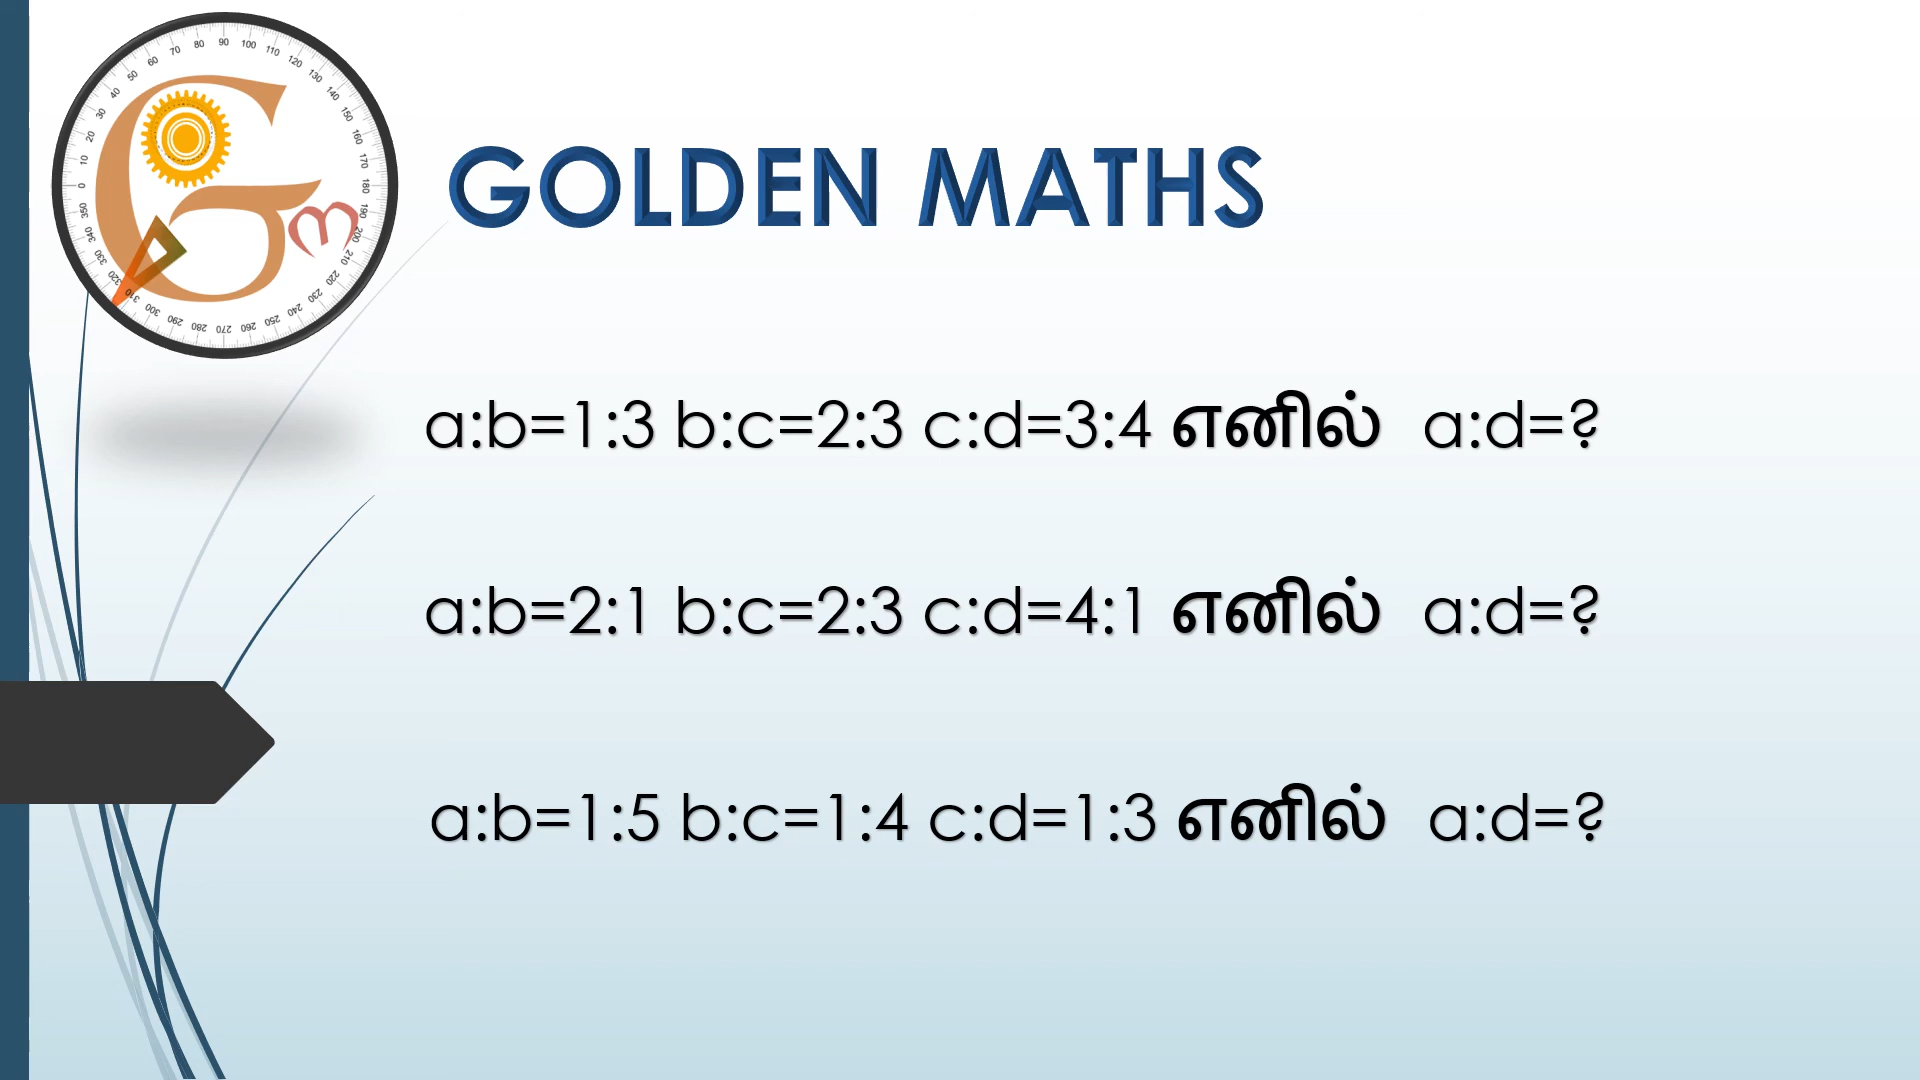 GOLDEN MATHS
a:b=1:3 b:c=2:3 c:d=3:4 எனில் a:d=?
a:b=2:1 b:c=2:3 c:d=4:1 எனில் a:d=?
a:b=1:5 b:c=1:4 c:d=1:3 எனில் a:d=?